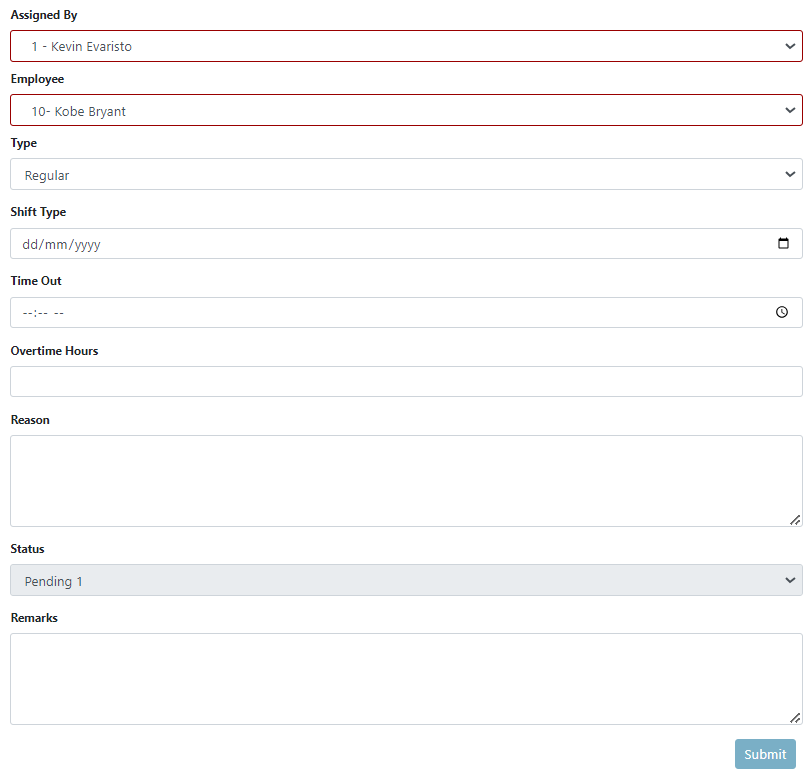 Assigned By
1 - Kevin Evaristo
Employee
10- Kobe Bryant
Type
Regular
Shift Type
dd/mm/yyyy
Time Out
--:-- --
Overtime Hours
Reason
Status
Pending 1
Remarks
Submit